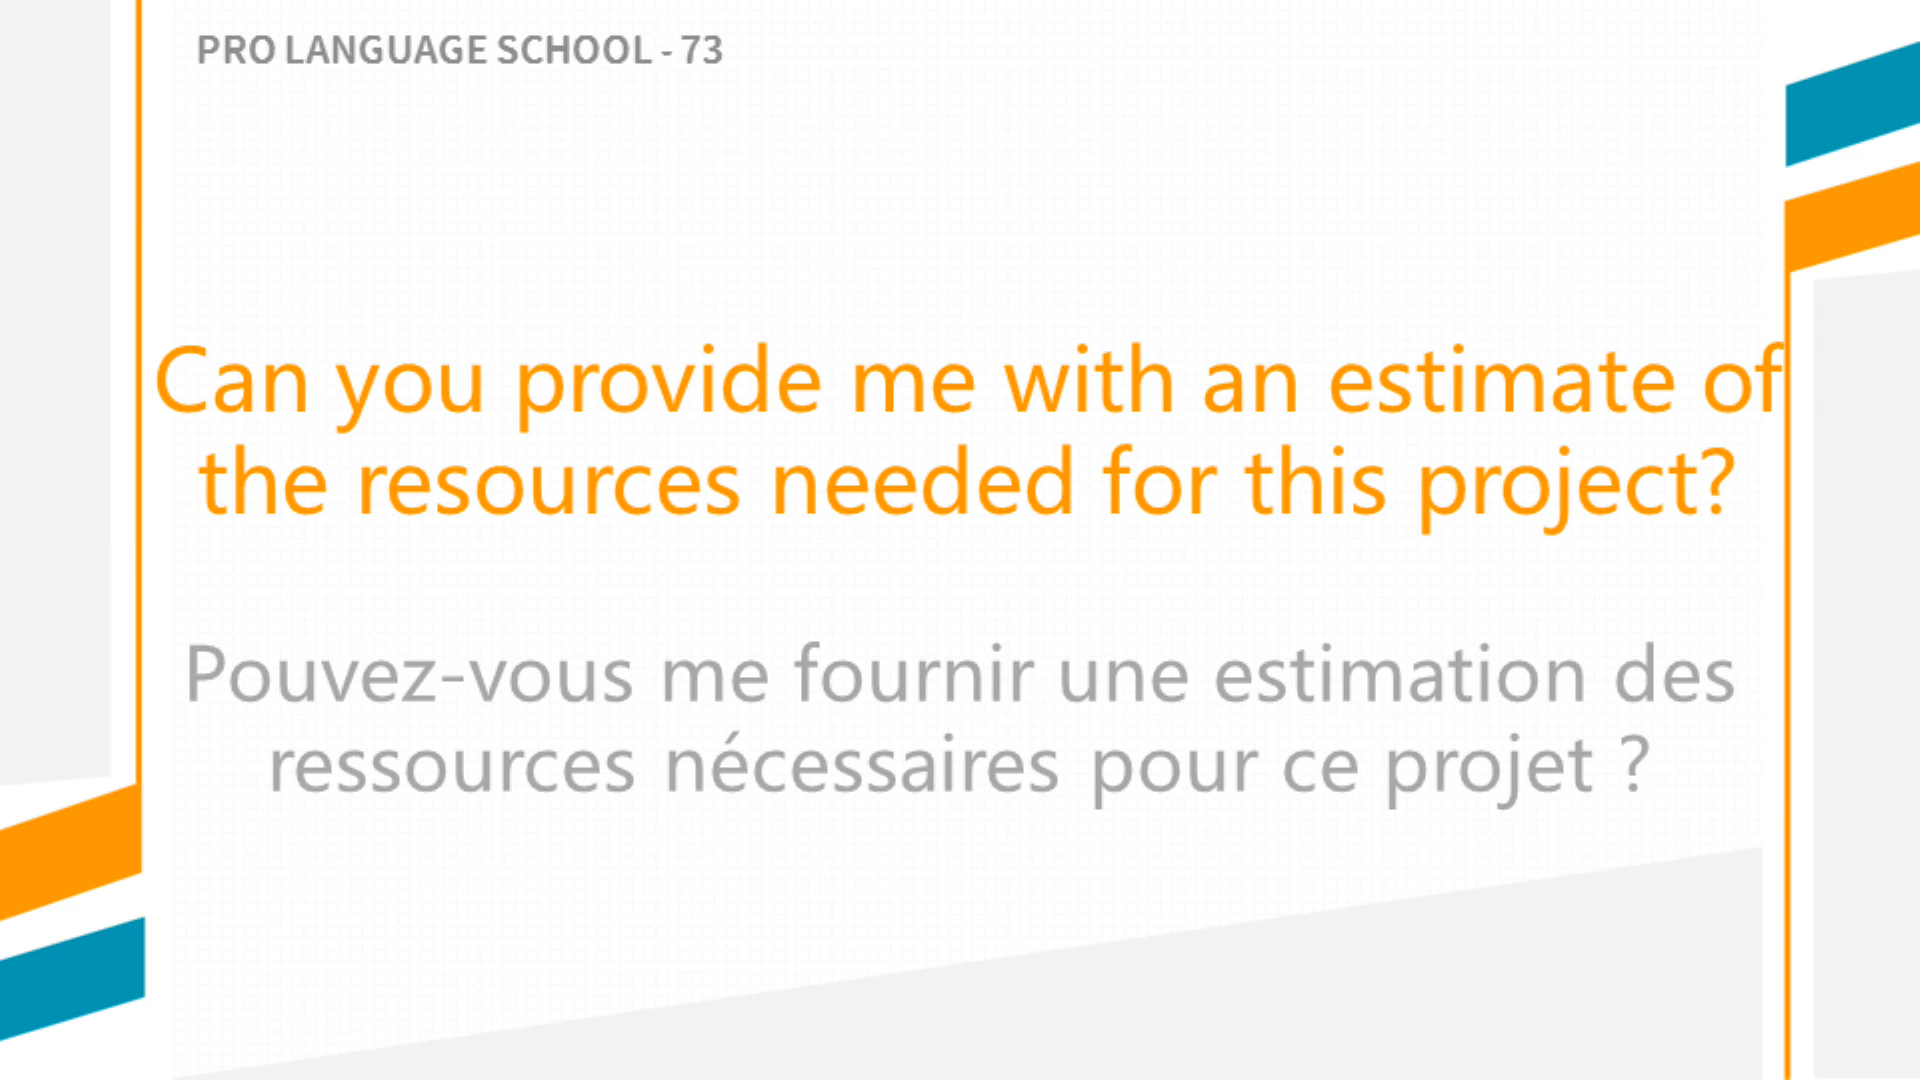 PRO LANGUAGE SCHOOL - 73
Can you provide me with an estimate of
the resources needed for this project?
Pouvez-vous me fournir une estimation des
ressources nécessaires pour ce projet ?